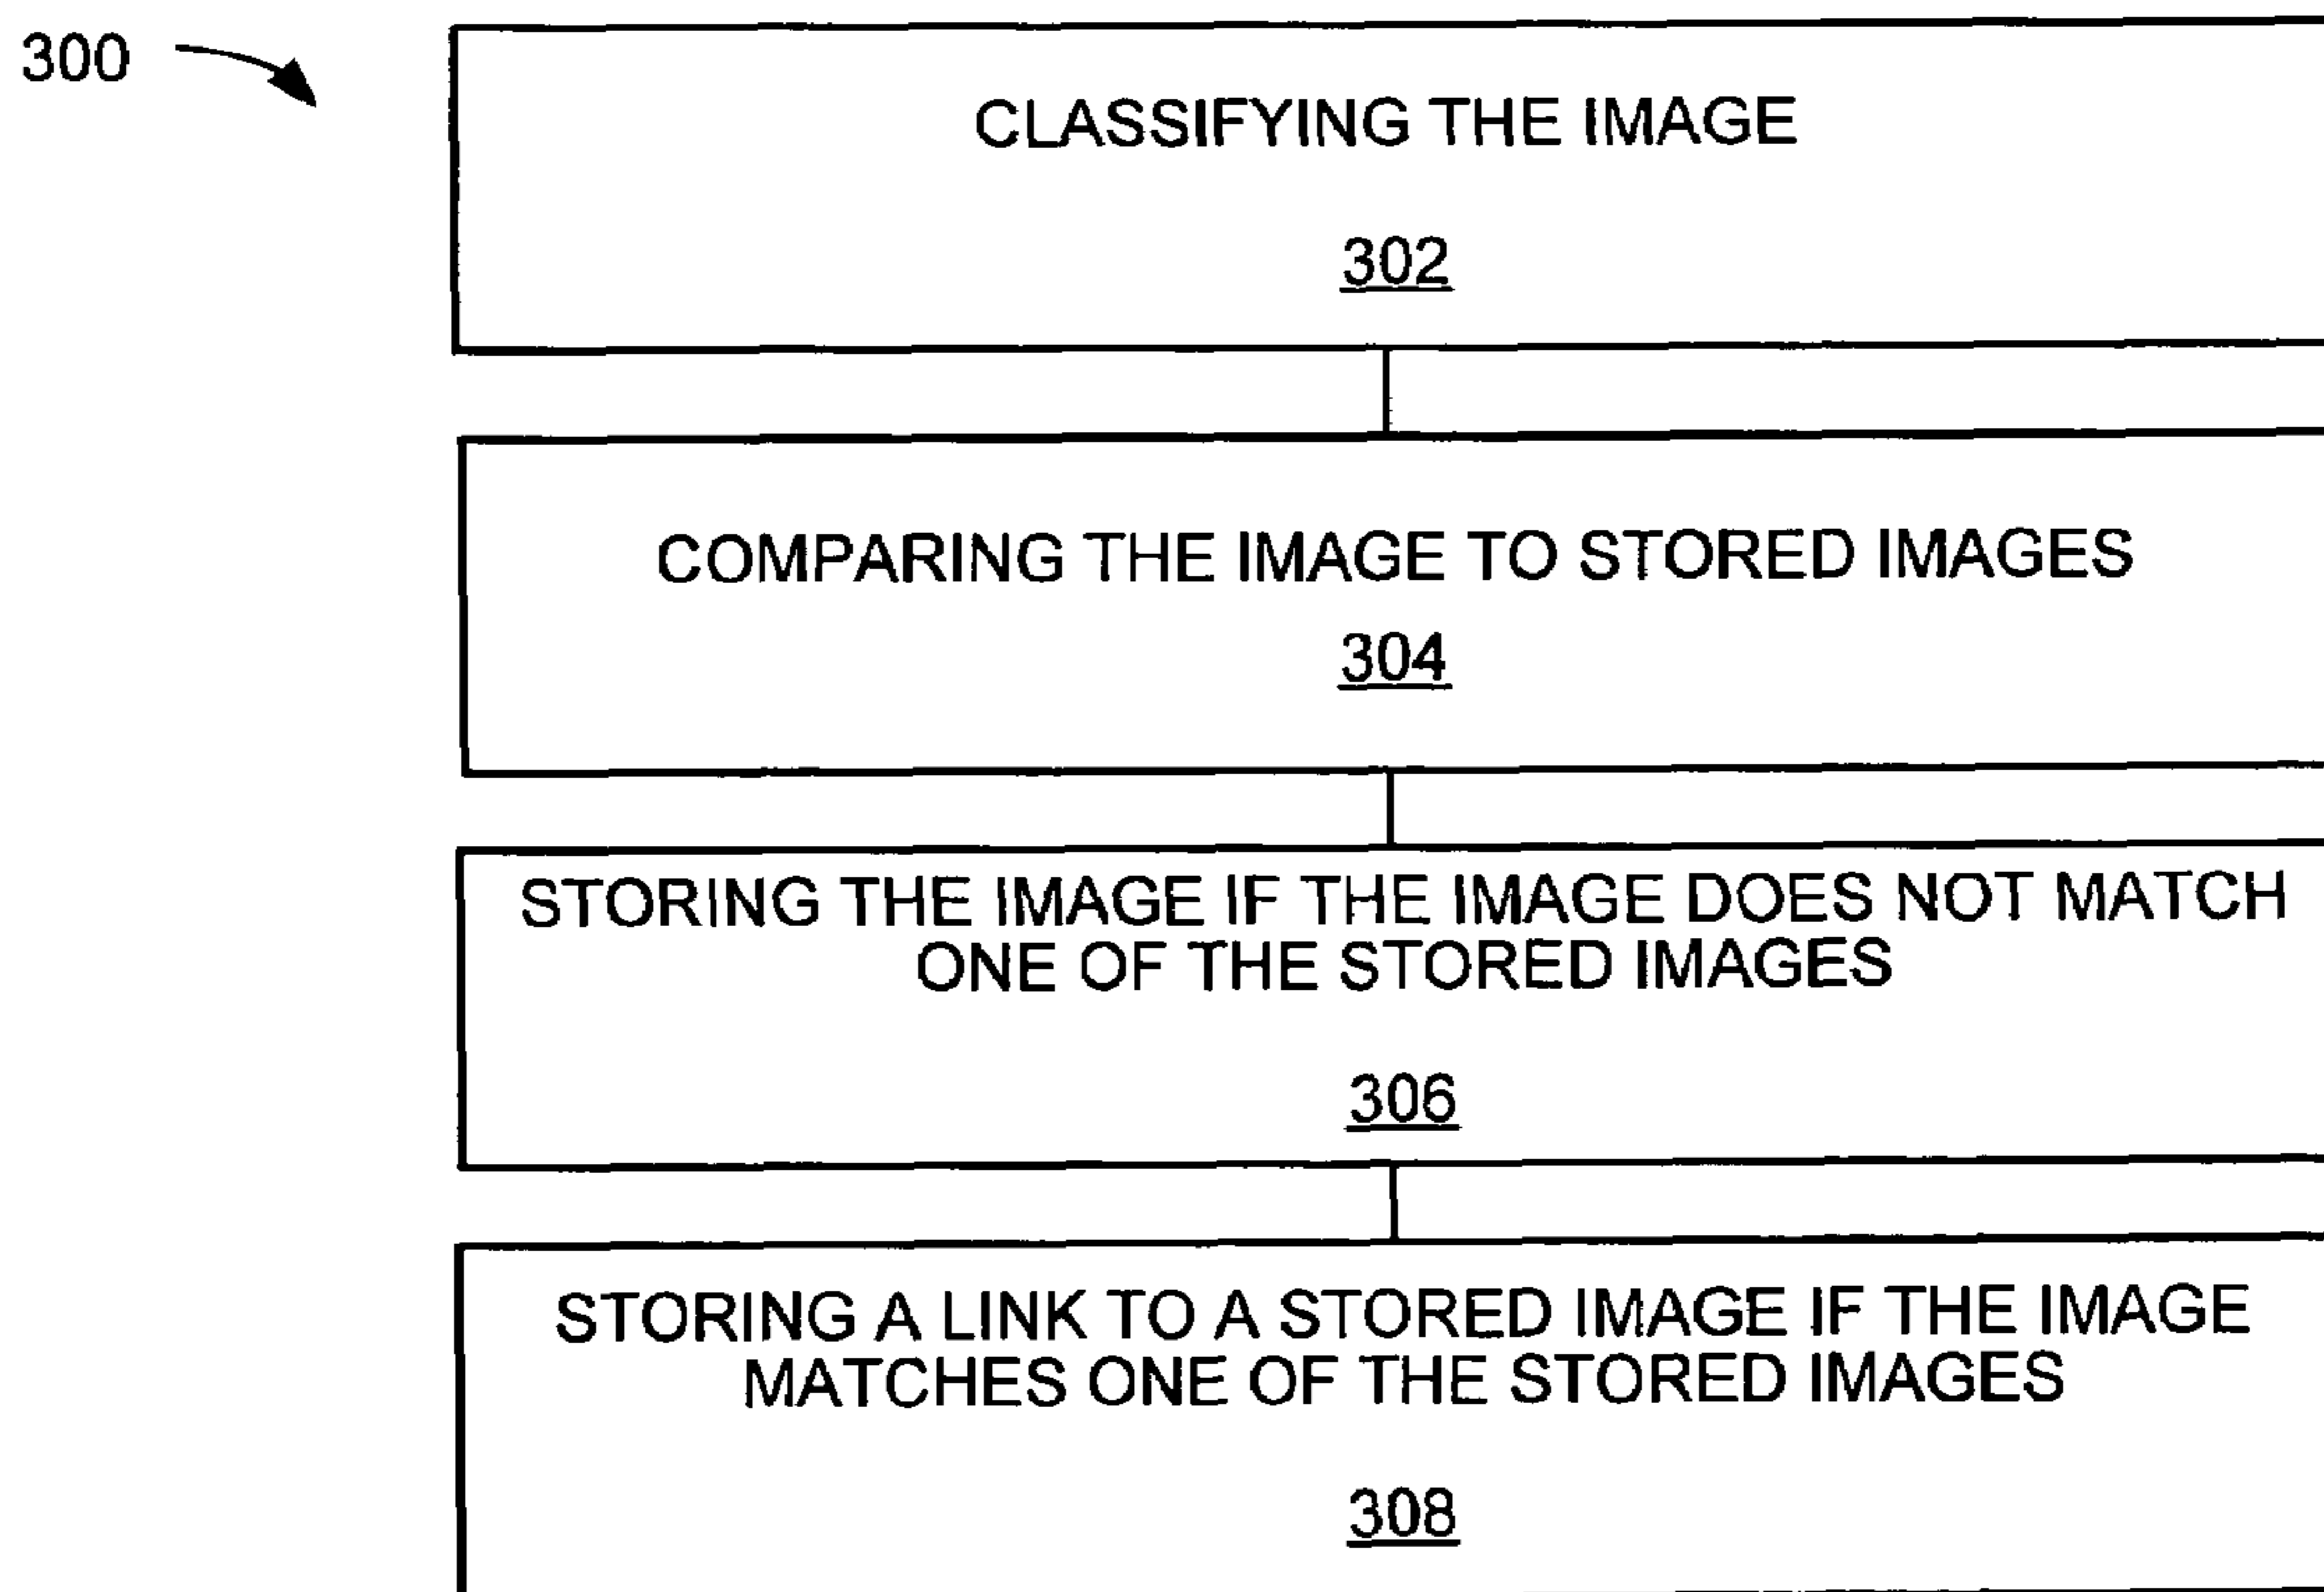 300
CLASSIFYING THE IMAGE
302
COMPARING THE IMAGE TO STORED IMAGES
304
STORING THE IMAGE IF THE IMAGE DOES NOT MATCH
ONE OF THE STORED IMAGES
306
STORING A LINK TO A STORED IMAGE IF THE IMAGE
MATCHES ONE OF THE STORED IMAGES
308